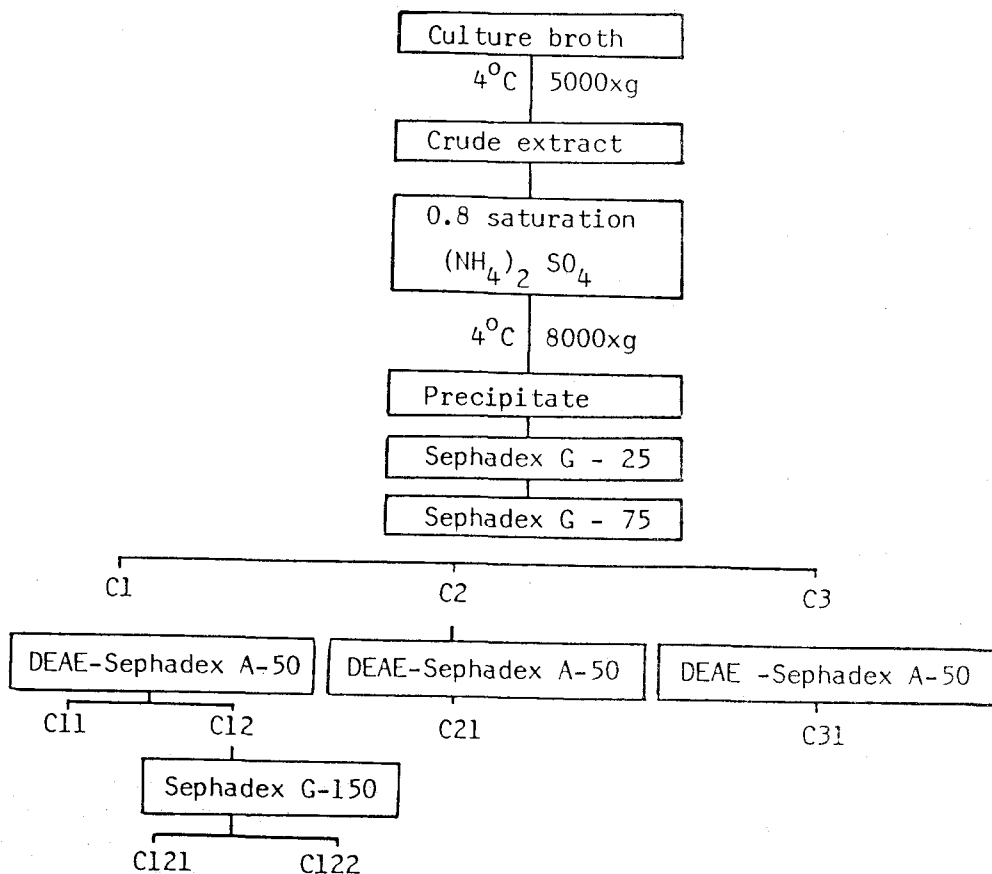 Culture broth
4°C 5000xg
Crude extract
0.8 saturation
(NH₄)₂ SO₄
4°C 8000xg
Precipitate
Sephadex G - 25
Sephadex G - 75
C1 C2 C3
DEAE-Sephadex A-50 DEAE-Sephadex A-50 DEAE -Sephadex A-50
C11 C12 C21 C31
Sephadex G-150
C121 C122